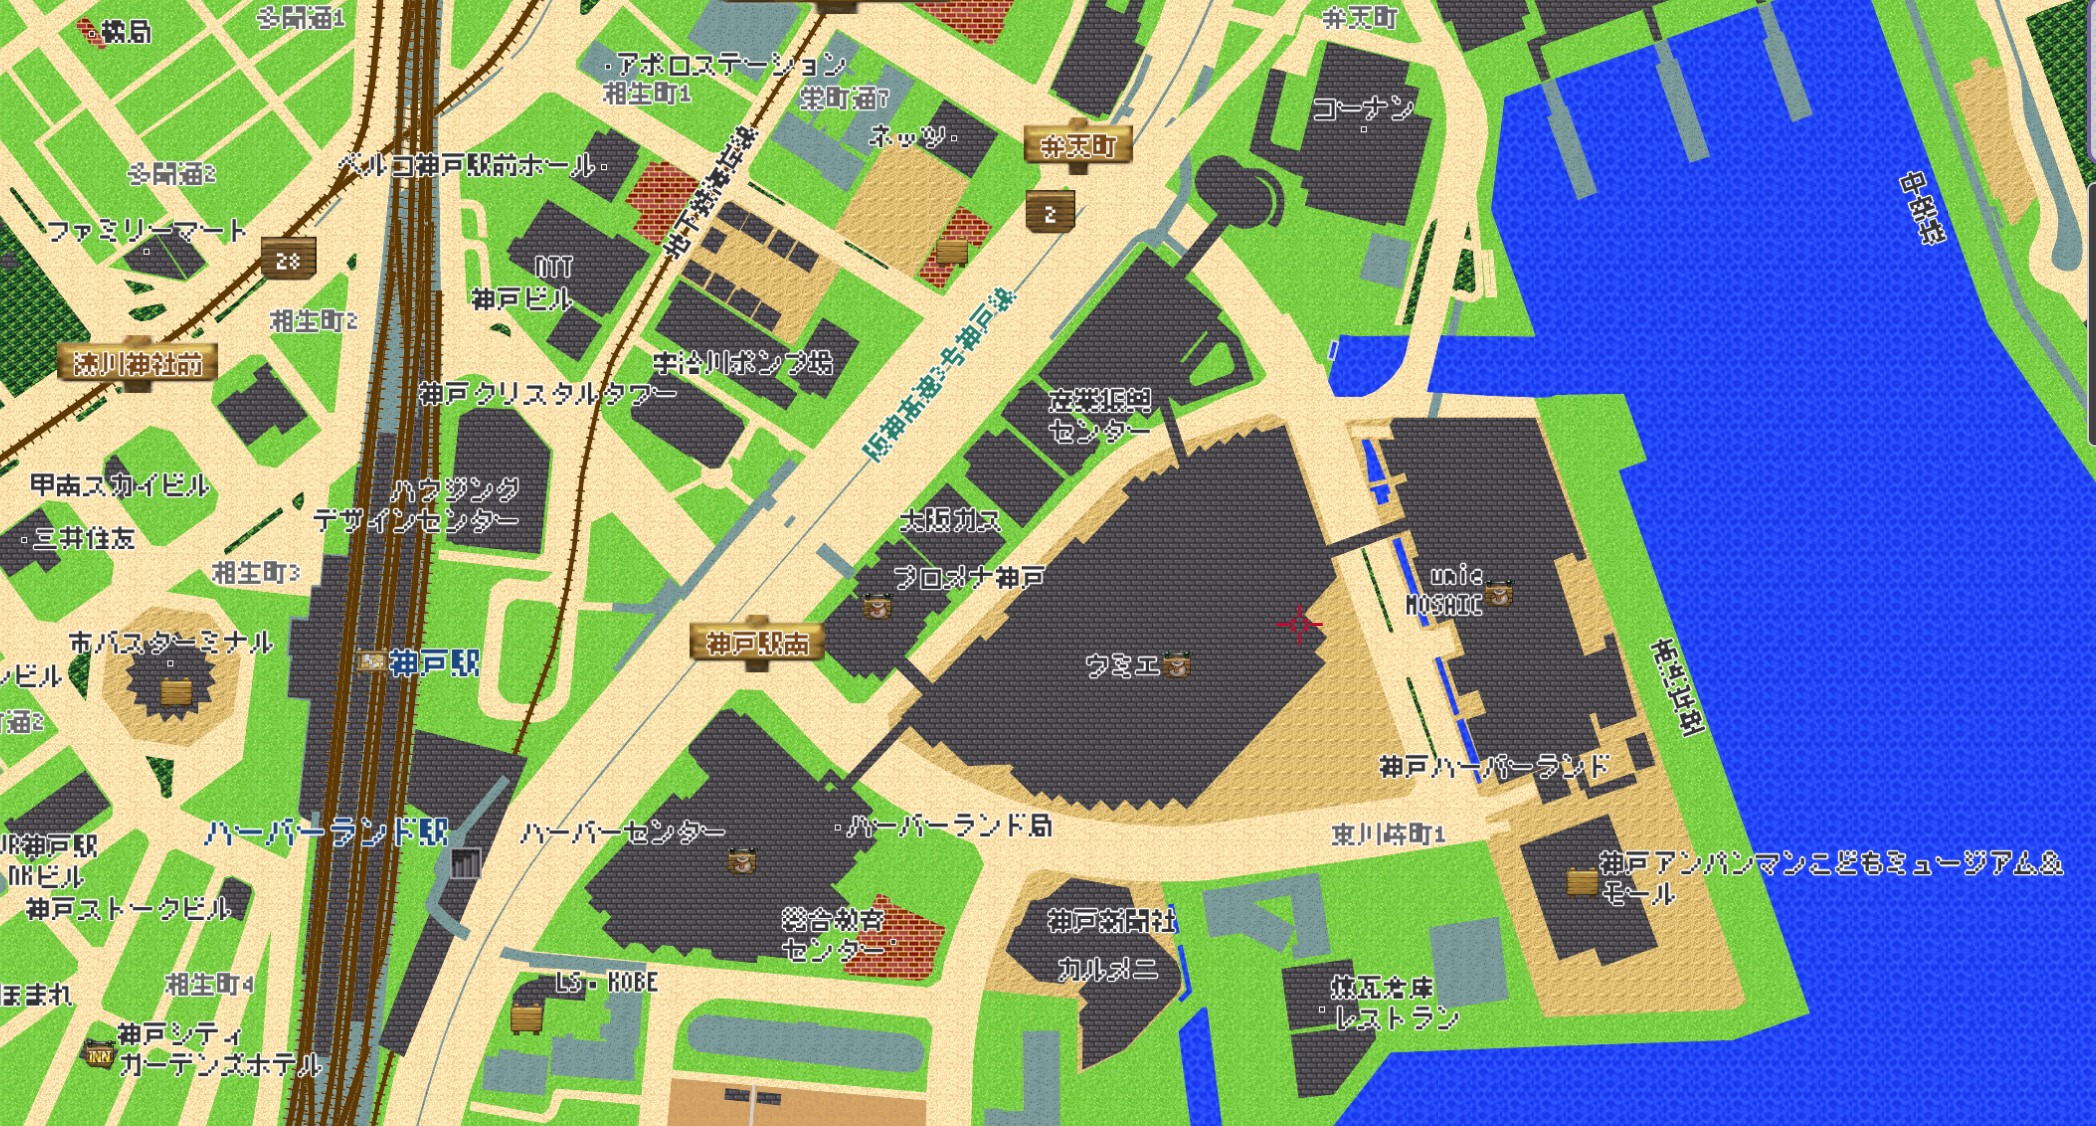 橘局
多聞通1
弁天町
アポロステーション
相生町1
栄町通7
コーナン
ネッツ
弁天町
ベルコ神戸駅前ホール
多聞通2
中突堤
2
ファミリーマート
28
NTT
神戸ビル
相生町2
湊川神社前
宇治川ポンプ場
神戸クリスタルタワー
阪神高速3号神戸線
産業振興
センター
甲南スカイビル
ハウジング
デザインセンター
三井住友
大阪ガス
相生町3
プロメナ神戸
umie
MOSAIC
市バスターミナル
神戸駅南
神戸駅
ウミエ
神戸ハーバーランド
ハーバーランド駅
ハーバーセンター
ハーバーランド局
東川崎町1
JR神戸駅
NKビル
神戸ストークビル
神戸アンパンマンこどもミュージアム&
モール
総合教育
センター
神戸新聞社
カルメニ
相生町4
LS. KOBE
煉瓦倉庫
レストラン
神戸シティ
ガーデンズホテル
INN